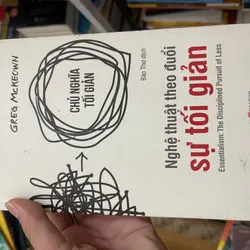 GREG MCKEOWN
CHỦ NGHĨA
TỐI GIẢN
Bảo Thư dịch
Nghệ thuật theo đuổi
sự tối giản
Essentialism: The Disciplined Pursuit of Less